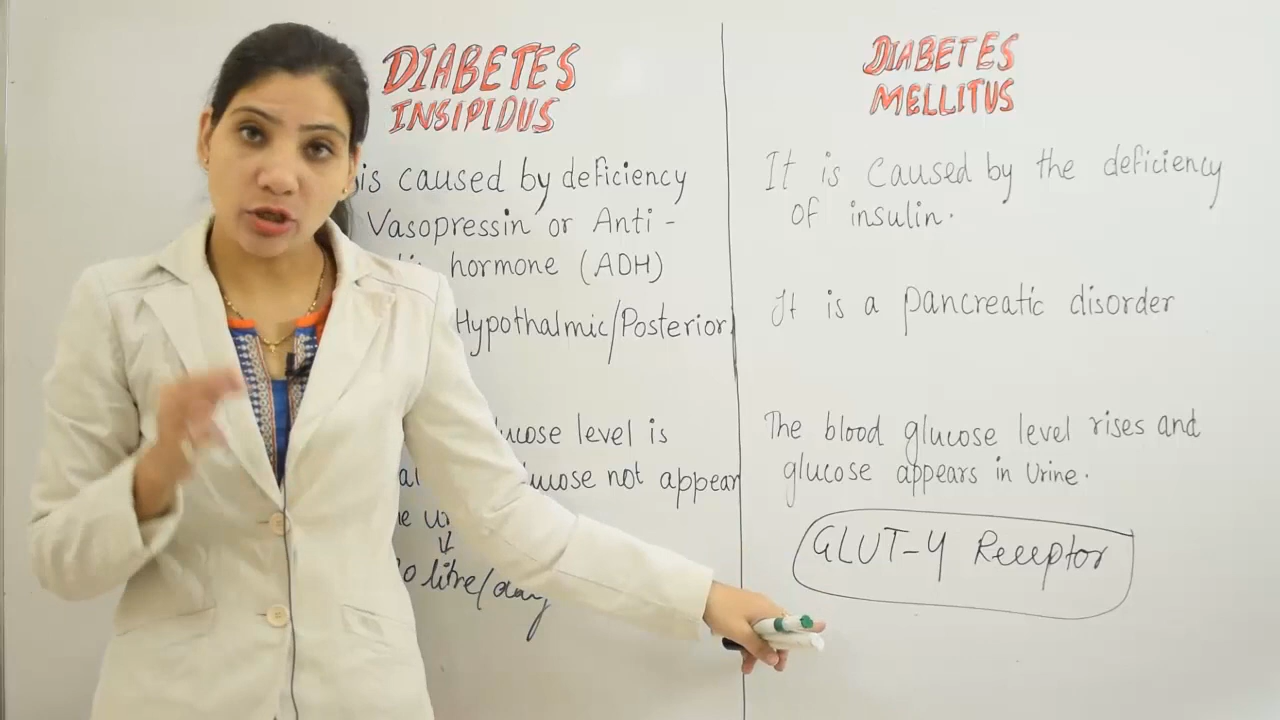 DIABETES
INSIPIDUS
is caused by deficiency
Vasopressin or Anti-
hormone (ADH)
Hypothalmic/Posterior
level is
not appear
litre/day
DIABETES
MELLITUS
It is caused by the deficiency
of insulin.
It is a pancreatic disorder
The blood glucose level rises and
glucose appears in Urine.
GLUT-4 Receptor